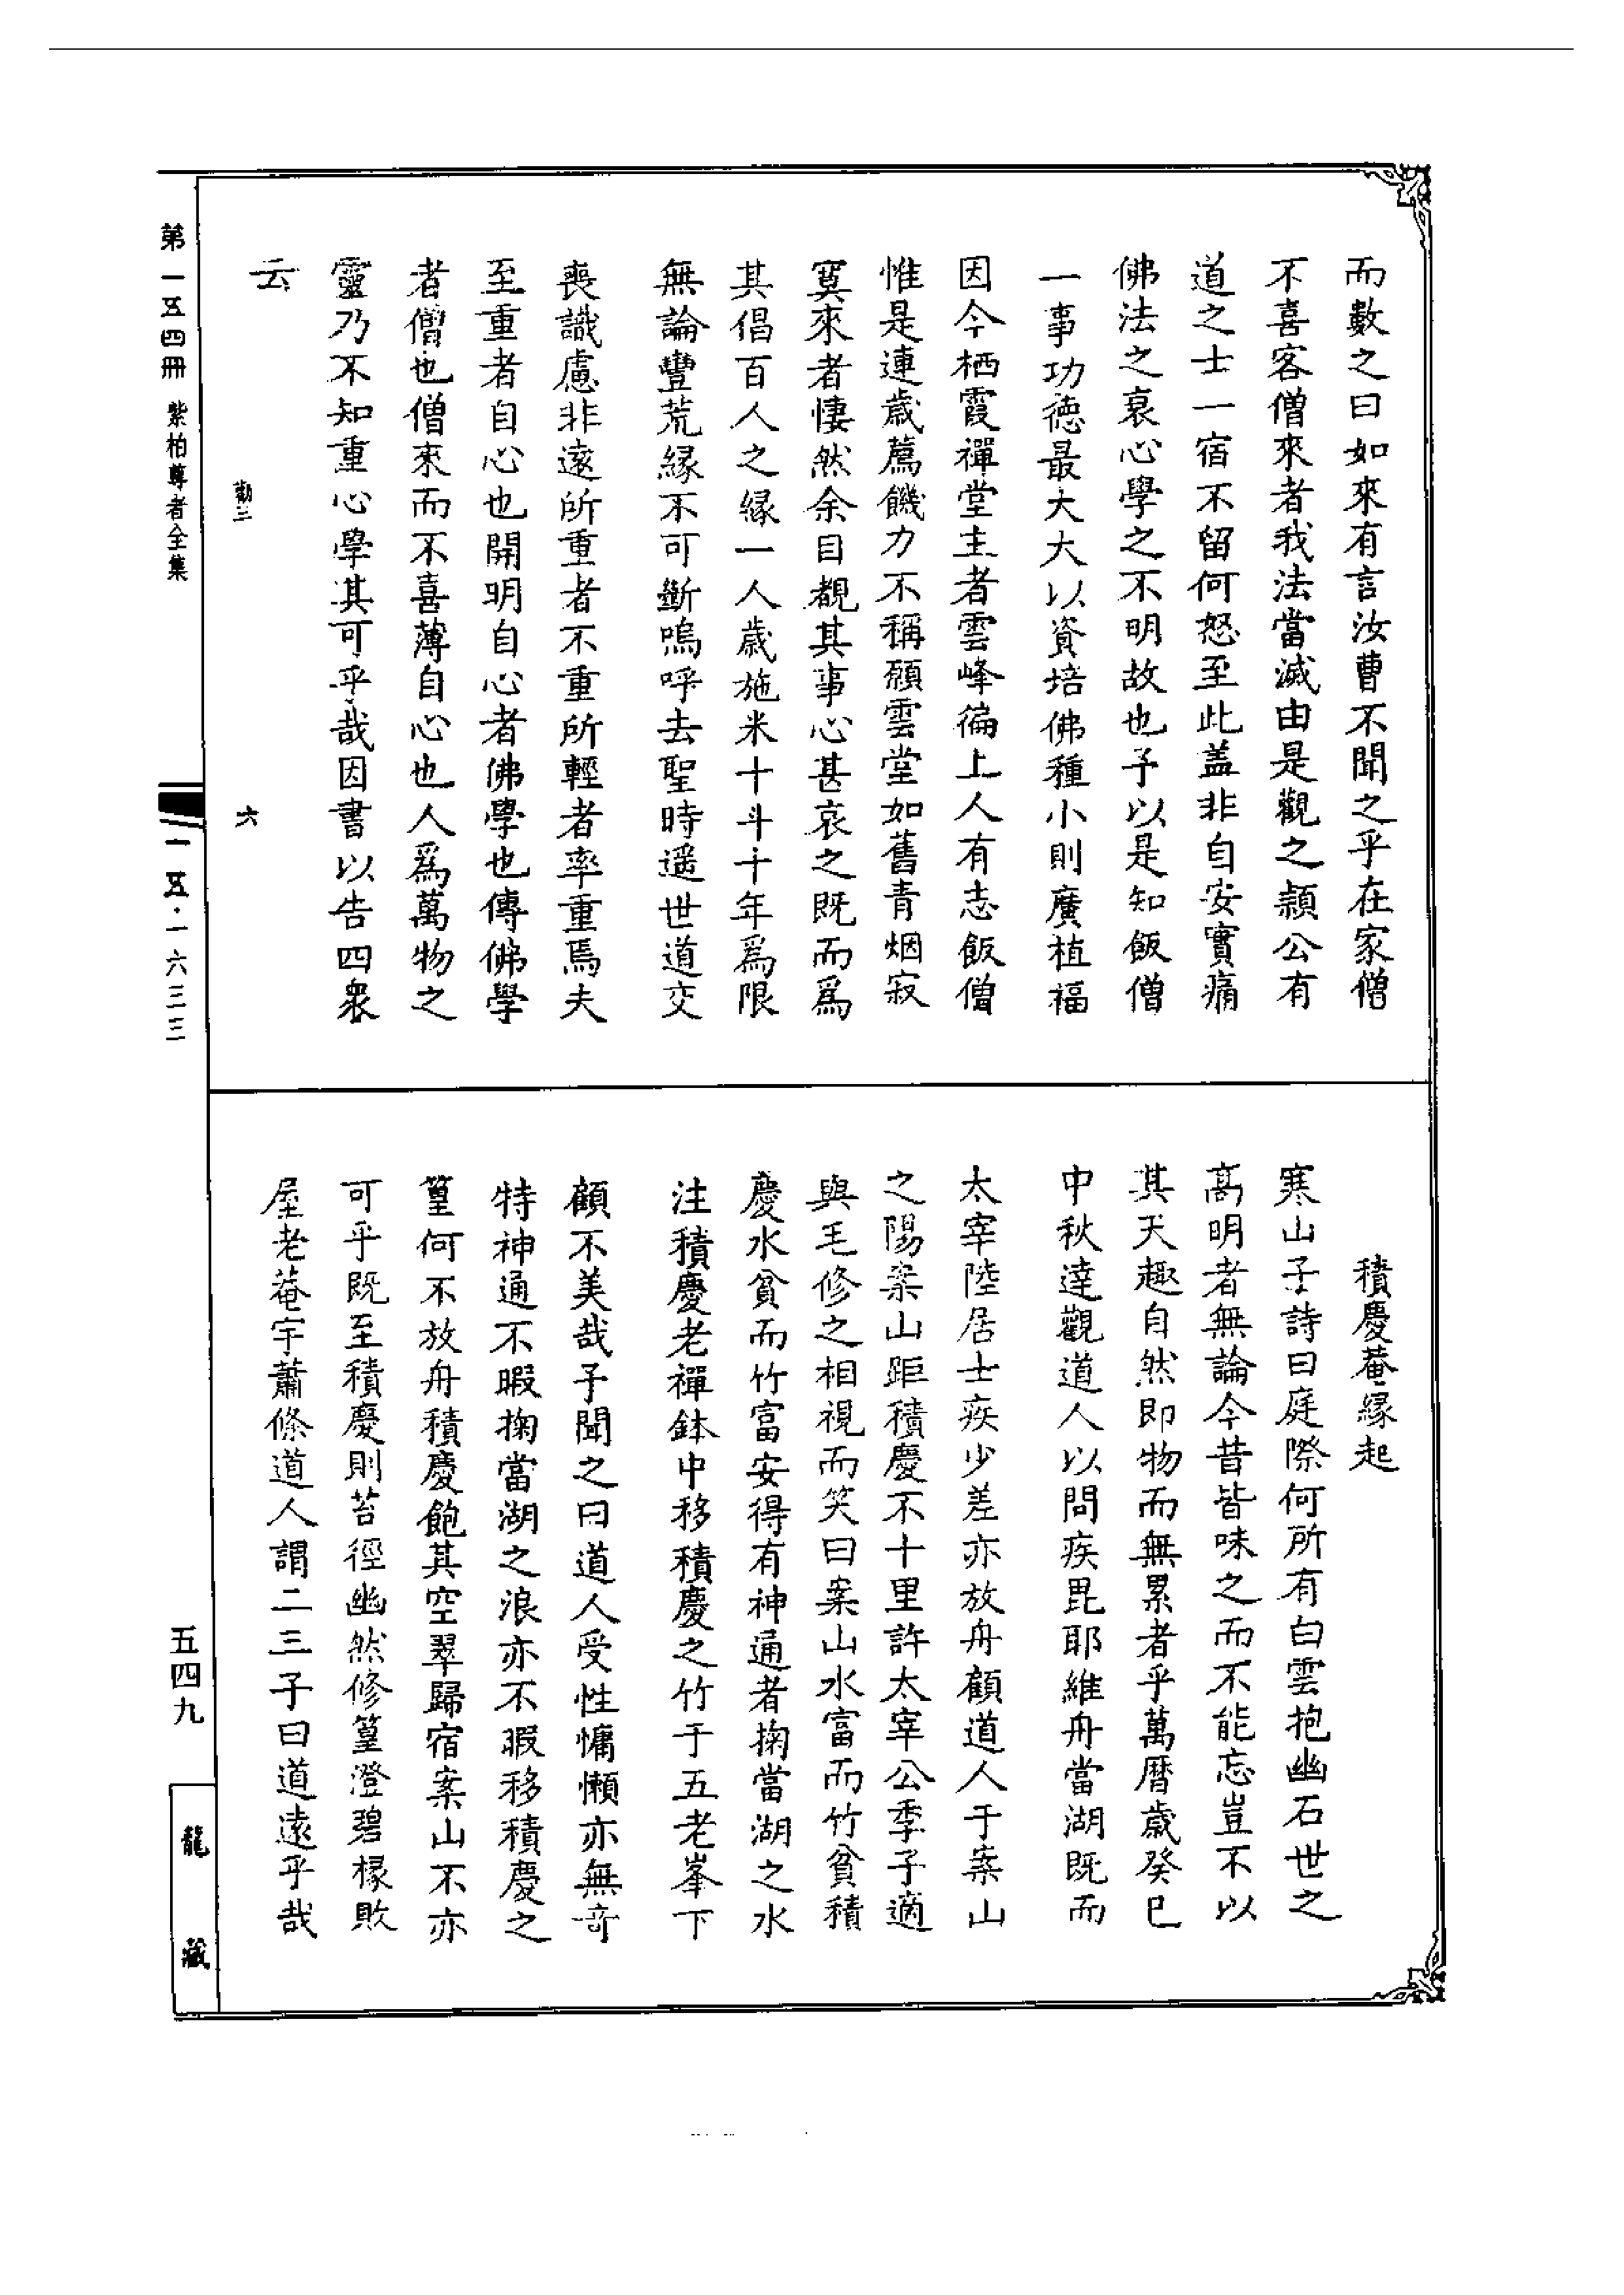 而數之曰如來有言汝曹不聞之乎在家僧
不喜客僧來者我法當滅由是觀之顙公有
道之士一宿不留何怒至此盖非自安實痛
佛法之衰心學之不明故也予以是知飯僧
一事功德最大大以資培佛種小則廣植福
因今栖霞禪堂主者雲峰徧上人有志飯僧
惟是連歲薦饑力不稱願雲堂如舊青烟寂
寞來者悽然余目覩其事心甚哀之既而爲
其倡百人之緣一人歲施米十斗十年爲限
無論豐荒緣不可斷嗚呼去聖時遥世道交
喪識慮非遠所重者不重所輕者率重焉夫
至重者自心也開明自心者佛學也傳佛學
者僧也僧來而不喜薄自心也人爲萬物之
靈乃不知重心學其可乎哉因書以告四衆
云
積慶菴緣起
寒山子詩曰庭際何所有白雲抱幽石世之
高明者無論今昔皆味之而不能忘豈不以
其天趣自然即物而無累者乎萬曆歲癸巳
中秋達觀道人以問疾毘耶維舟當湖既而
太宰陸居士疾少差亦放舟顧道人于案山
之陽案山距積慶不十里許太宰公季子適
與毛修之相視而笑曰案山水富而竹貧積
慶水貧而竹富安得有神通者掬當湖之水
注積慶老禪鉢中移積慶之竹于五老峯下
顧不美哉予聞之曰道人受性慵懶亦無奇
特神通不暇掬當湖之浪亦不暇移積慶之
篁何不放舟積慶飽其空翠歸宿案山不亦
可乎既至積慶則苔徑幽然修篁澄碧椽敗
屋老菴宇蕭條道人謂二三子曰道遠乎哉
第一五四冊 紫柏尊者全集
勤三
六
一五·一六三三
五四九
龍藏